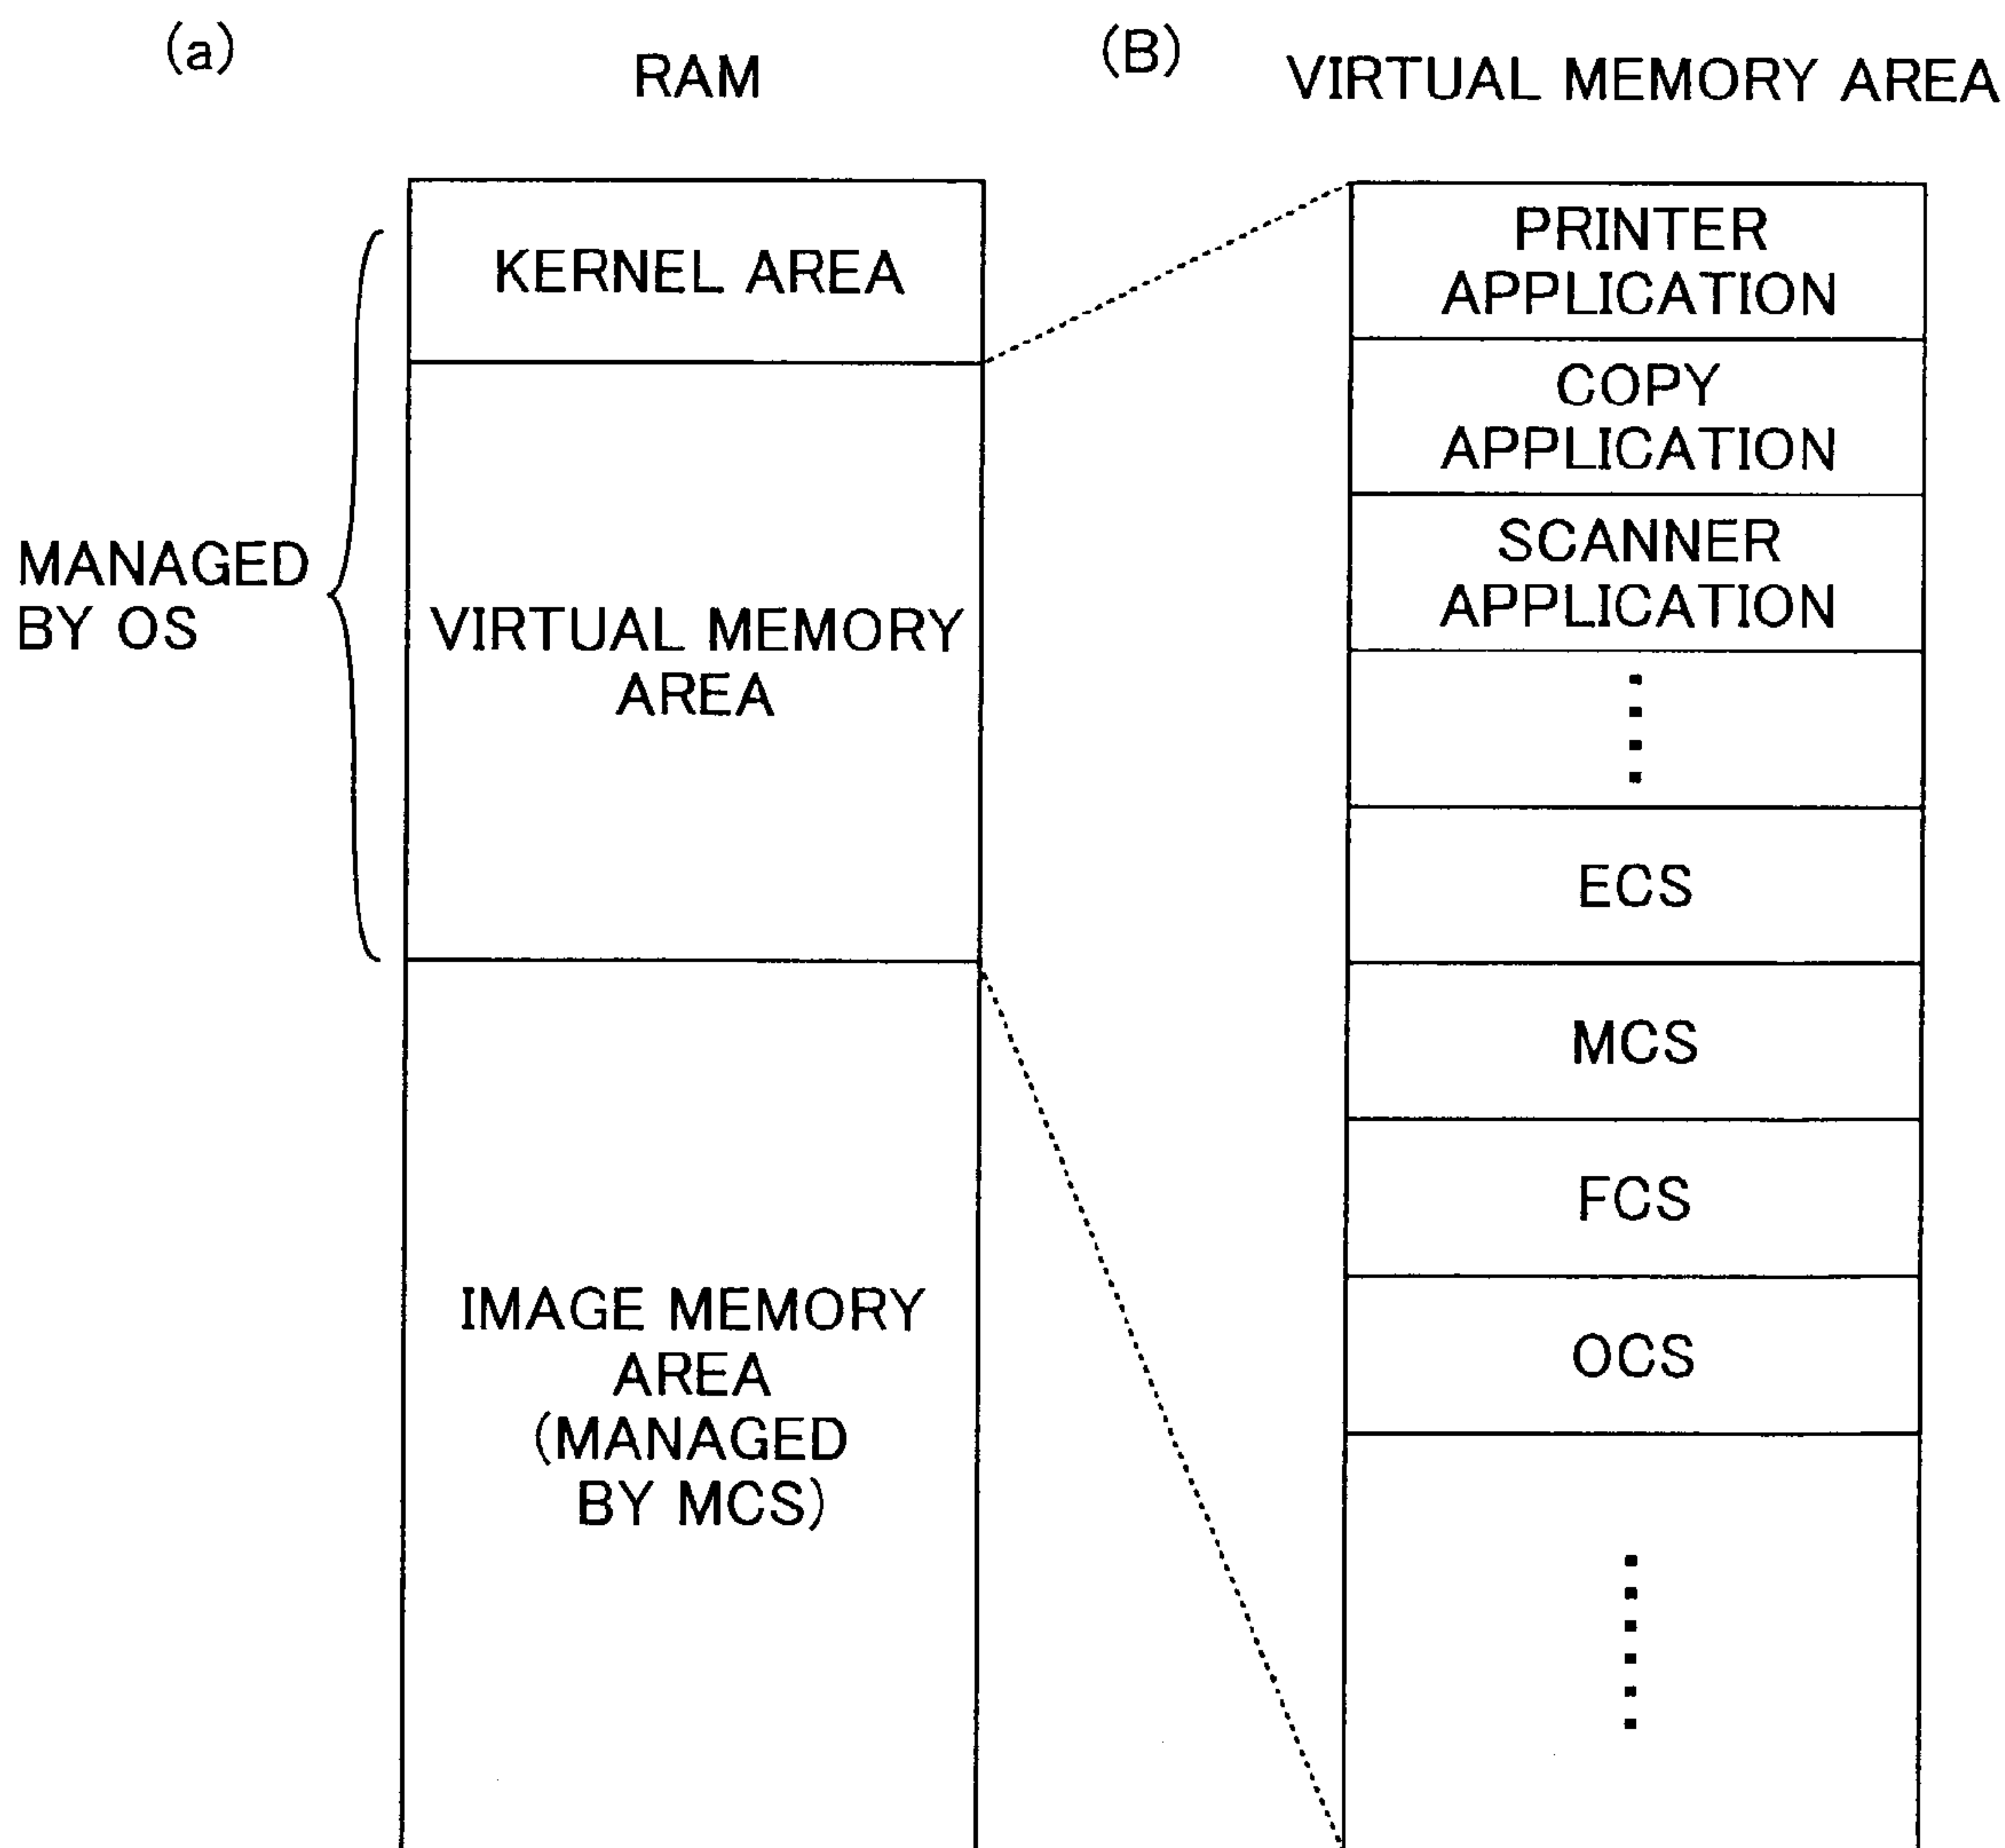 (a)
RAM
KERNEL AREA
MANAGED
BY OS
VIRTUAL MEMORY
AREA
IMAGE MEMORY
AREA
(MANAGED
BY MCS)
(B)
VIRTUAL MEMORY AREA
PRINTER
APPLICATION
COPY
APPLICATION
SCANNER
APPLICATION
ECS
MCS
FCS
OCS